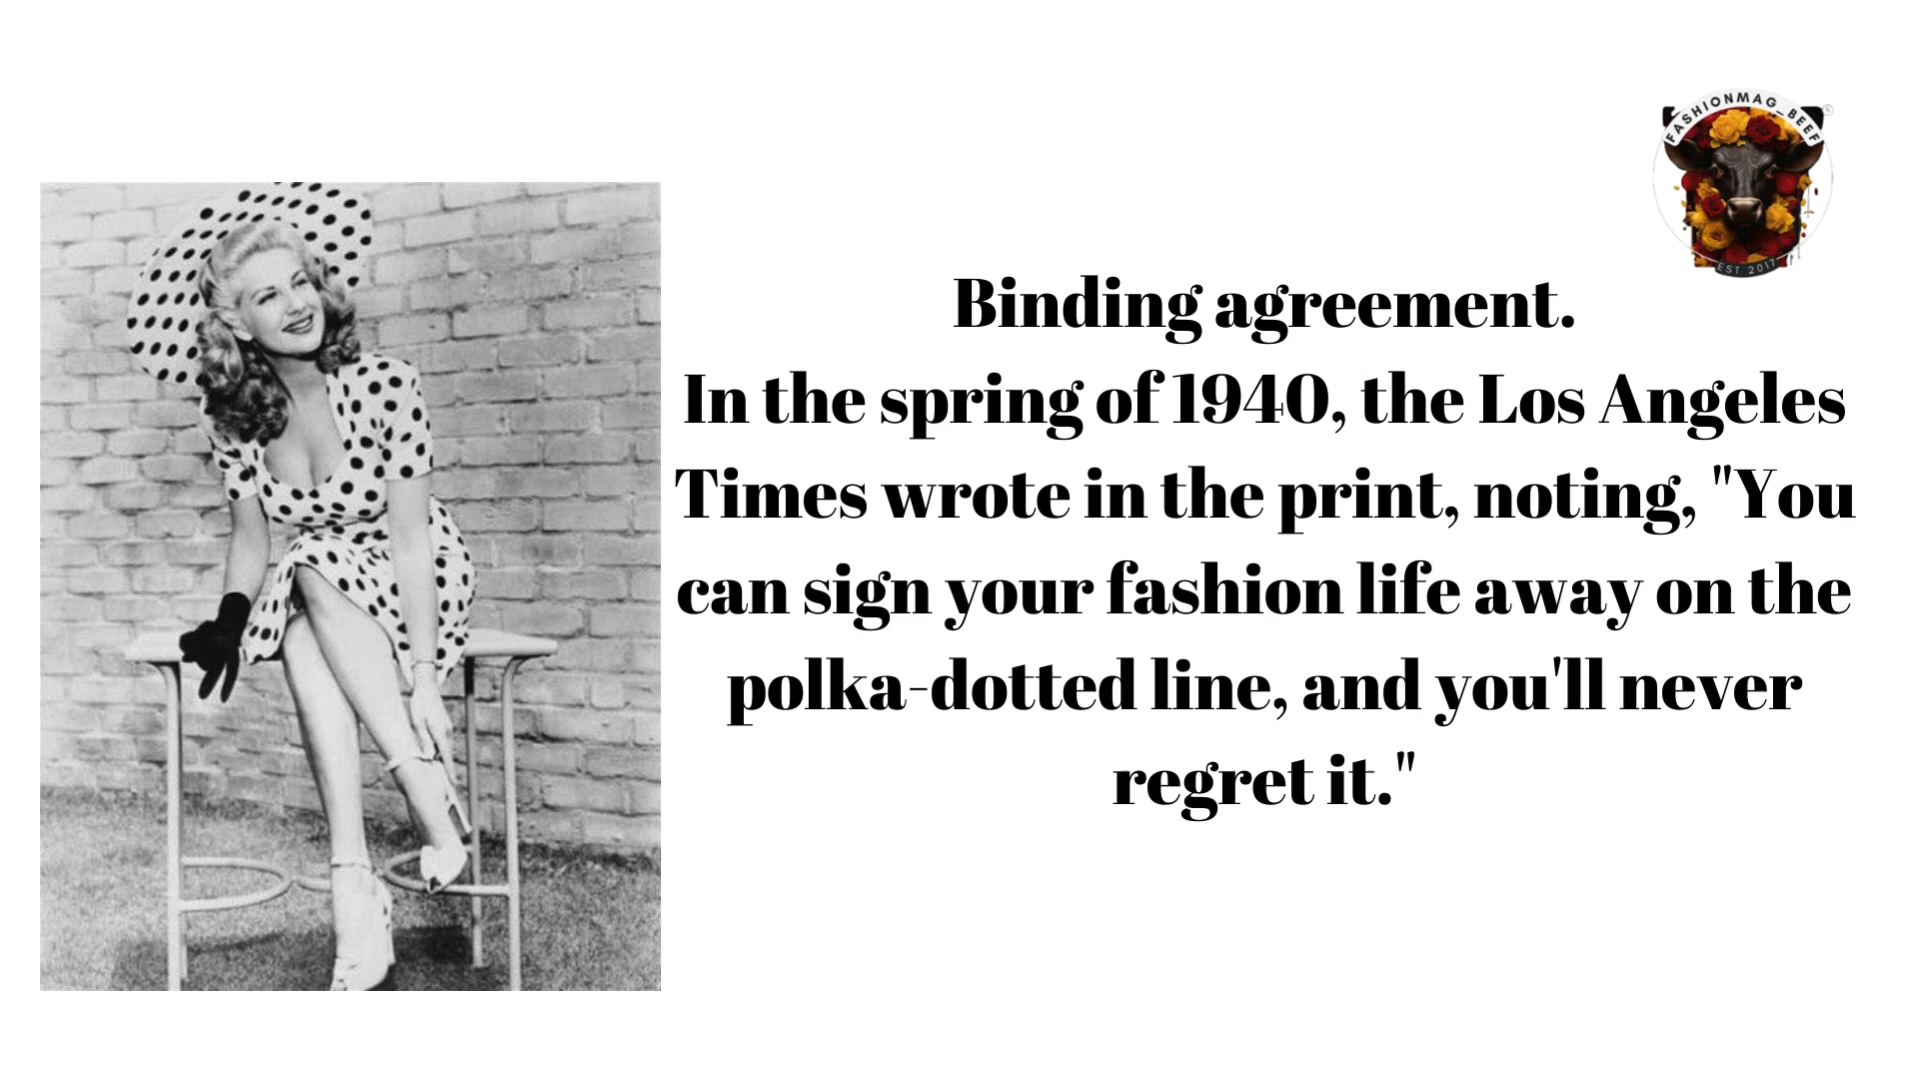 FASHIONMAG_BEEF
EST 2017
Binding agreement.
In the spring of 1940, the Los Angeles
Times wrote in the print, noting, "You
can sign your fashion life away on the
polka-dotted line, and you'll never
regret it."